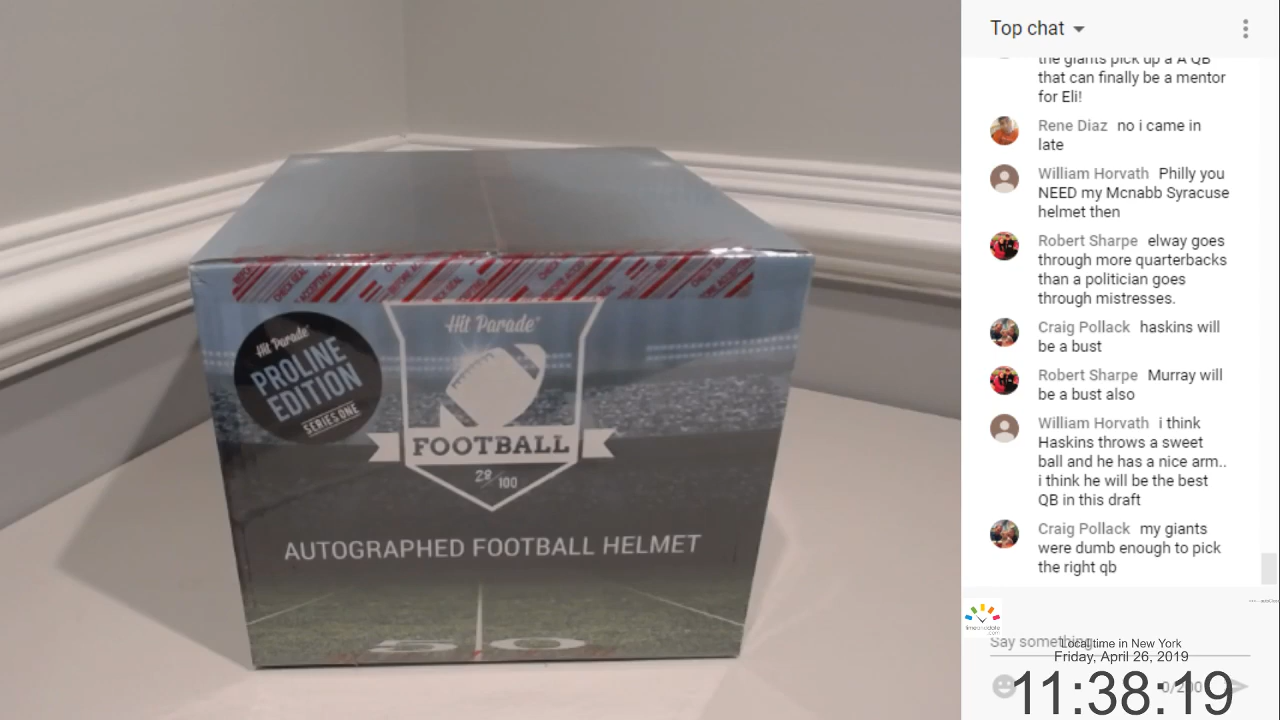 Hit Parade
PROLINE
EDITION
SERIES ONE
Hit Parade
FOOTBALL
28/100
AUTOGRAPHED FOOTBALL HELMET
50
Top chat
the giants pick up a A QB
that can finally be a mentor
for Eli!
Rene Diaz no i came in
late
William Horvath Philly you
NEED my Mcnabb Syracuse
helmet then
Robert Sharpe elway goes
through more quarterbacks
than a politician goes
through mistresses.
Craig Pollack haskins will
be a bust
Robert Sharpe Murray will
be a bust also
William Horvath i think
Haskins throws a sweet
ball and he has a nice arm..
i think he will be the best
QB in this draft
Craig Pollack my giants
were dumb enough to pick
the right qb
timeanddate
.com
Say something...
Local time in New York
Friday, April 26, 2019
0/200
11:38:19